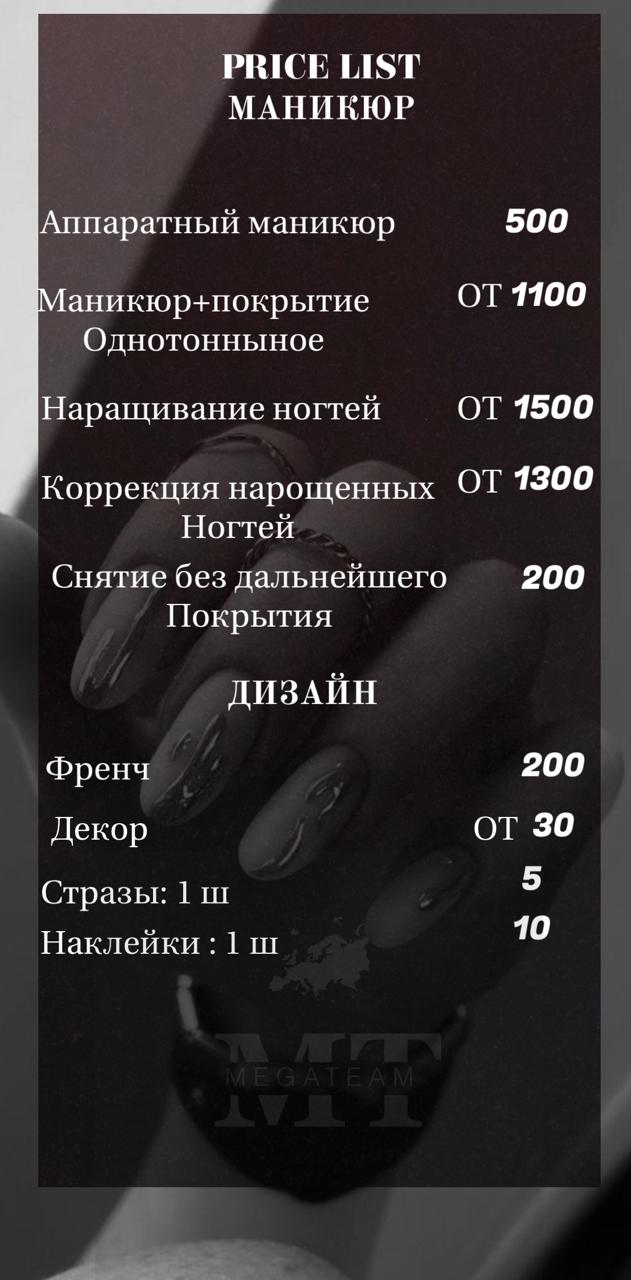 PRICE LIST
МАНИКЮР
Аппаратный маникюр 500
Маникюр+покрытие ОТ 1100
Однотонныное
Наращивание ногтей ОТ 1500
Коррекция нарощенных ОТ 1300
Ногтей
Снятие без дальнейшего 200
Покрытия
ДИЗАЙН
Френч 200
Декор ОТ 30
Стразы: 1 ш 5
Наклейки : 1 ш 10
MT
MEGATEAM